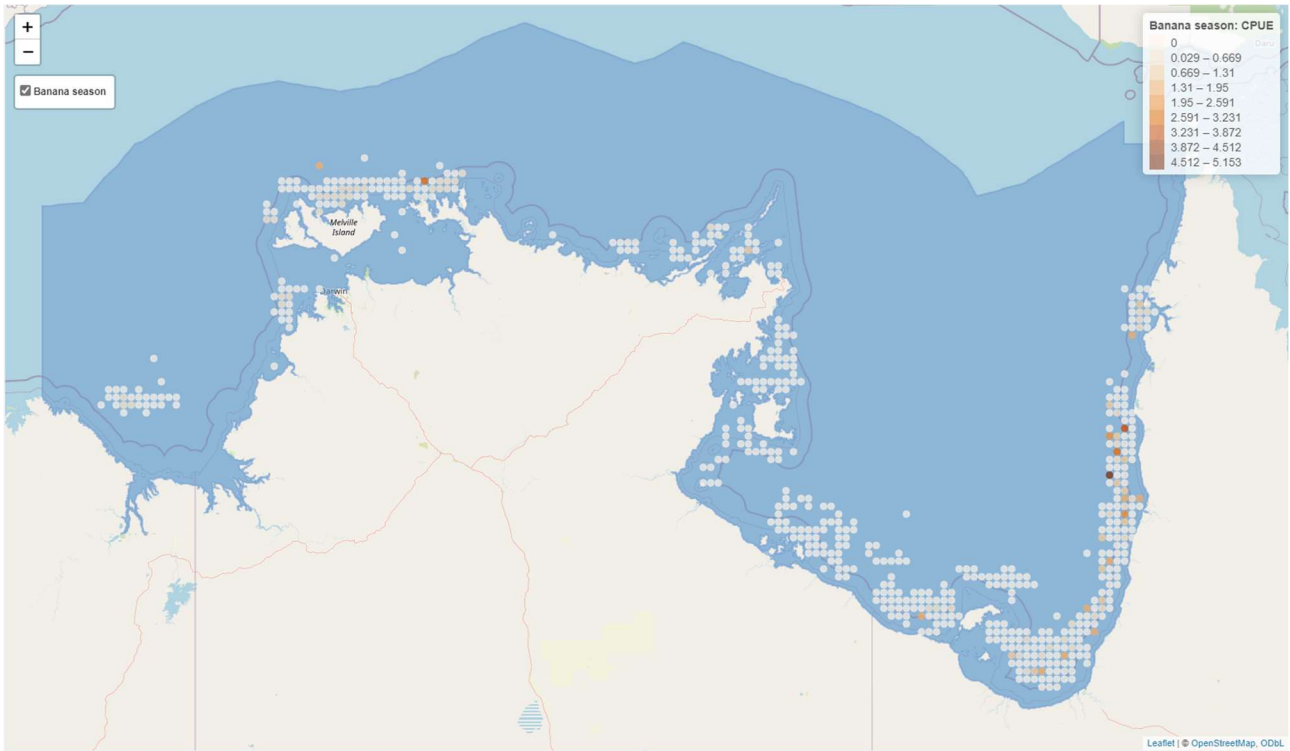 +
−
Banana season
Banana season: CPUE
0
0.029 – 0.669
0.669 – 1.31
1.31 – 1.95
1.95 – 2.591
2.591 – 3.231
3.231 – 3.872
3.872 – 4.512
4.512 – 5.153
Daru
Melville
Island
Darwin
Leaflet | © OpenStreetMap, ODbL